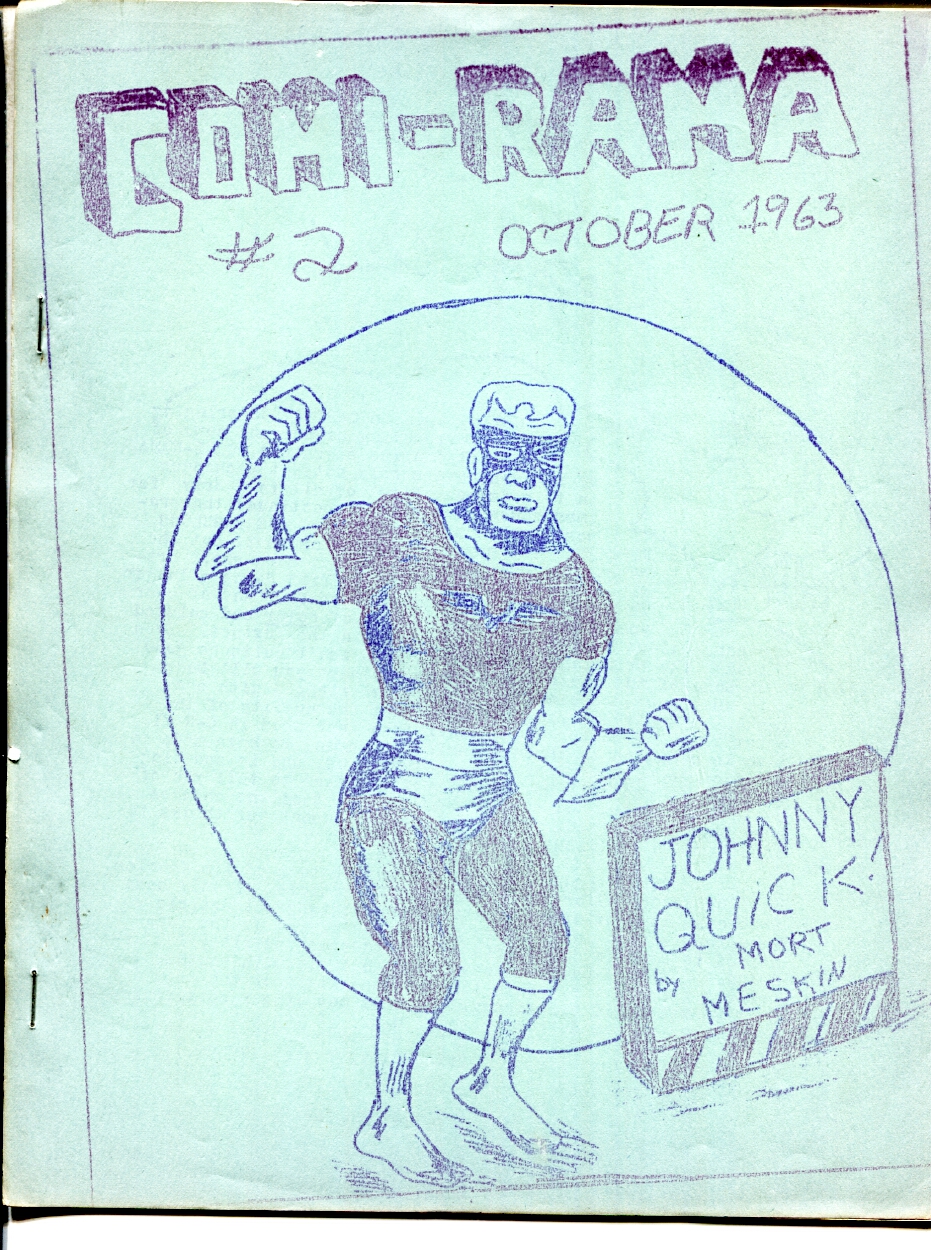 COMI-RAMA
#2 OCTOBER 1963
JOHNNY
QUiCK!
by MORT
MESKIN